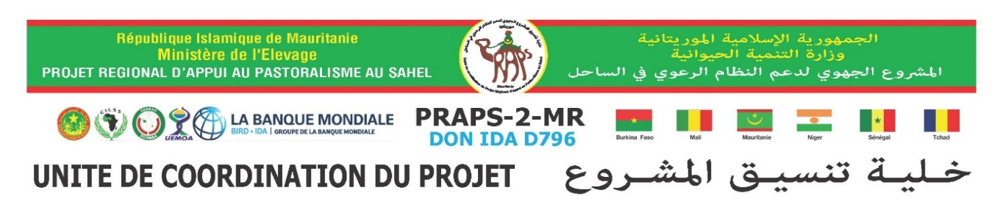 République Islamique de Mauritanie
Ministère de l'Elevage
PROJET REGIONAL D'APPUI AU PASTORALISME AU SAHEL
PRAPS
الجمهورية الإسلامية الموريتانية
وزارة التنمية الحيوانية
المشروع الجهوي لدعم النظام الرعوي في الساحل
CILSS
CEDEAO
ECOWAS
UEMOA
LA BANQUE MONDIALE
BIRD • IDA | GROUPE DE LA BANQUE MONDIALE
PRAPS-2-MR
DON IDA D796
Burkina Faso
Mali
Mauritanie
Niger
Sénégal
Tchad
UNITE DE COORDINATION DU PROJET
خلية تنسيق المشروع